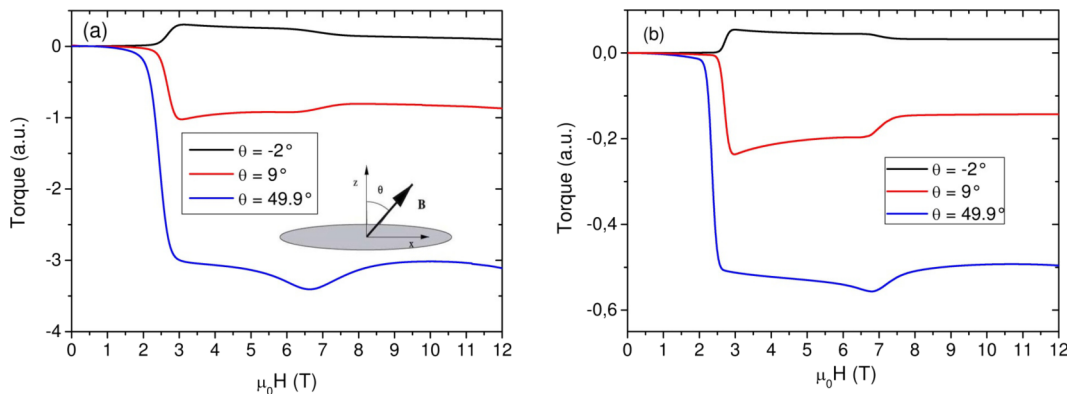 (a)
Torque (a.u.)
0
-1
-2
-3
-4
θ = -2°
θ = 9°
θ = 49.9°
z
θ
B
x
0 1 2 3 4 5 6 7 8 9 10 11 12
μ₀H (T)
(b)
Torque (a.u.)
0,0
-0,2
-0,4
-0,6
θ = -2°
θ = 9°
θ = 49.9°
0 1 2 3 4 5 6 7 8 9 10 11 12
μ₀H (T)